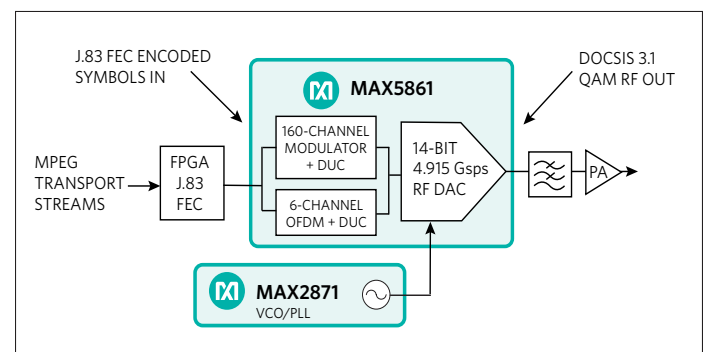 J.83 FEC ENCODED
SYMBOLS IN
DOCSIS 3.1
QAM RF OUT
MAX5861
MPEG
TRANSPORT
STREAMS
FPGA
J.83
FEC
160-CHANNEL
MODULATOR
+ DUC
6-CHANNEL
OFDM + DUC
14-BIT
4.915 Gsps
RF DAC
PA
MAX2871
VCO/PLL